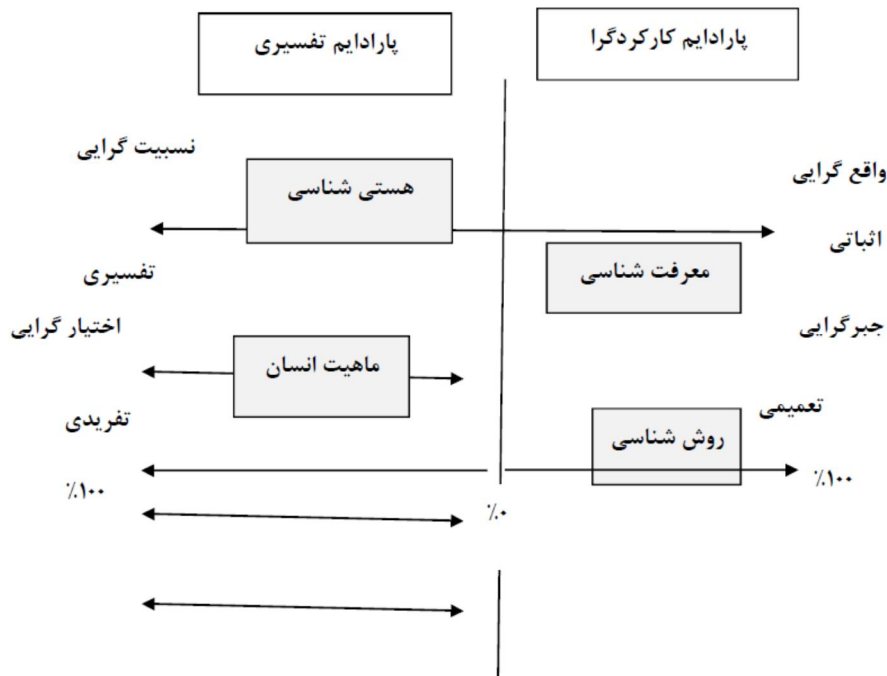 پارادایم کارکردگرا
پارادایم تفسیری
نسبیت گرایی
واقع گرایی
هستی شناسی
اثباتی
معرفت شناسی
تفسیری
جبرگرایی
اختیار گرایی
ماهیت انسان
تعمیمی
تفریدی
روش شناسی
٪۱۰۰
٪۱۰۰
٪۰